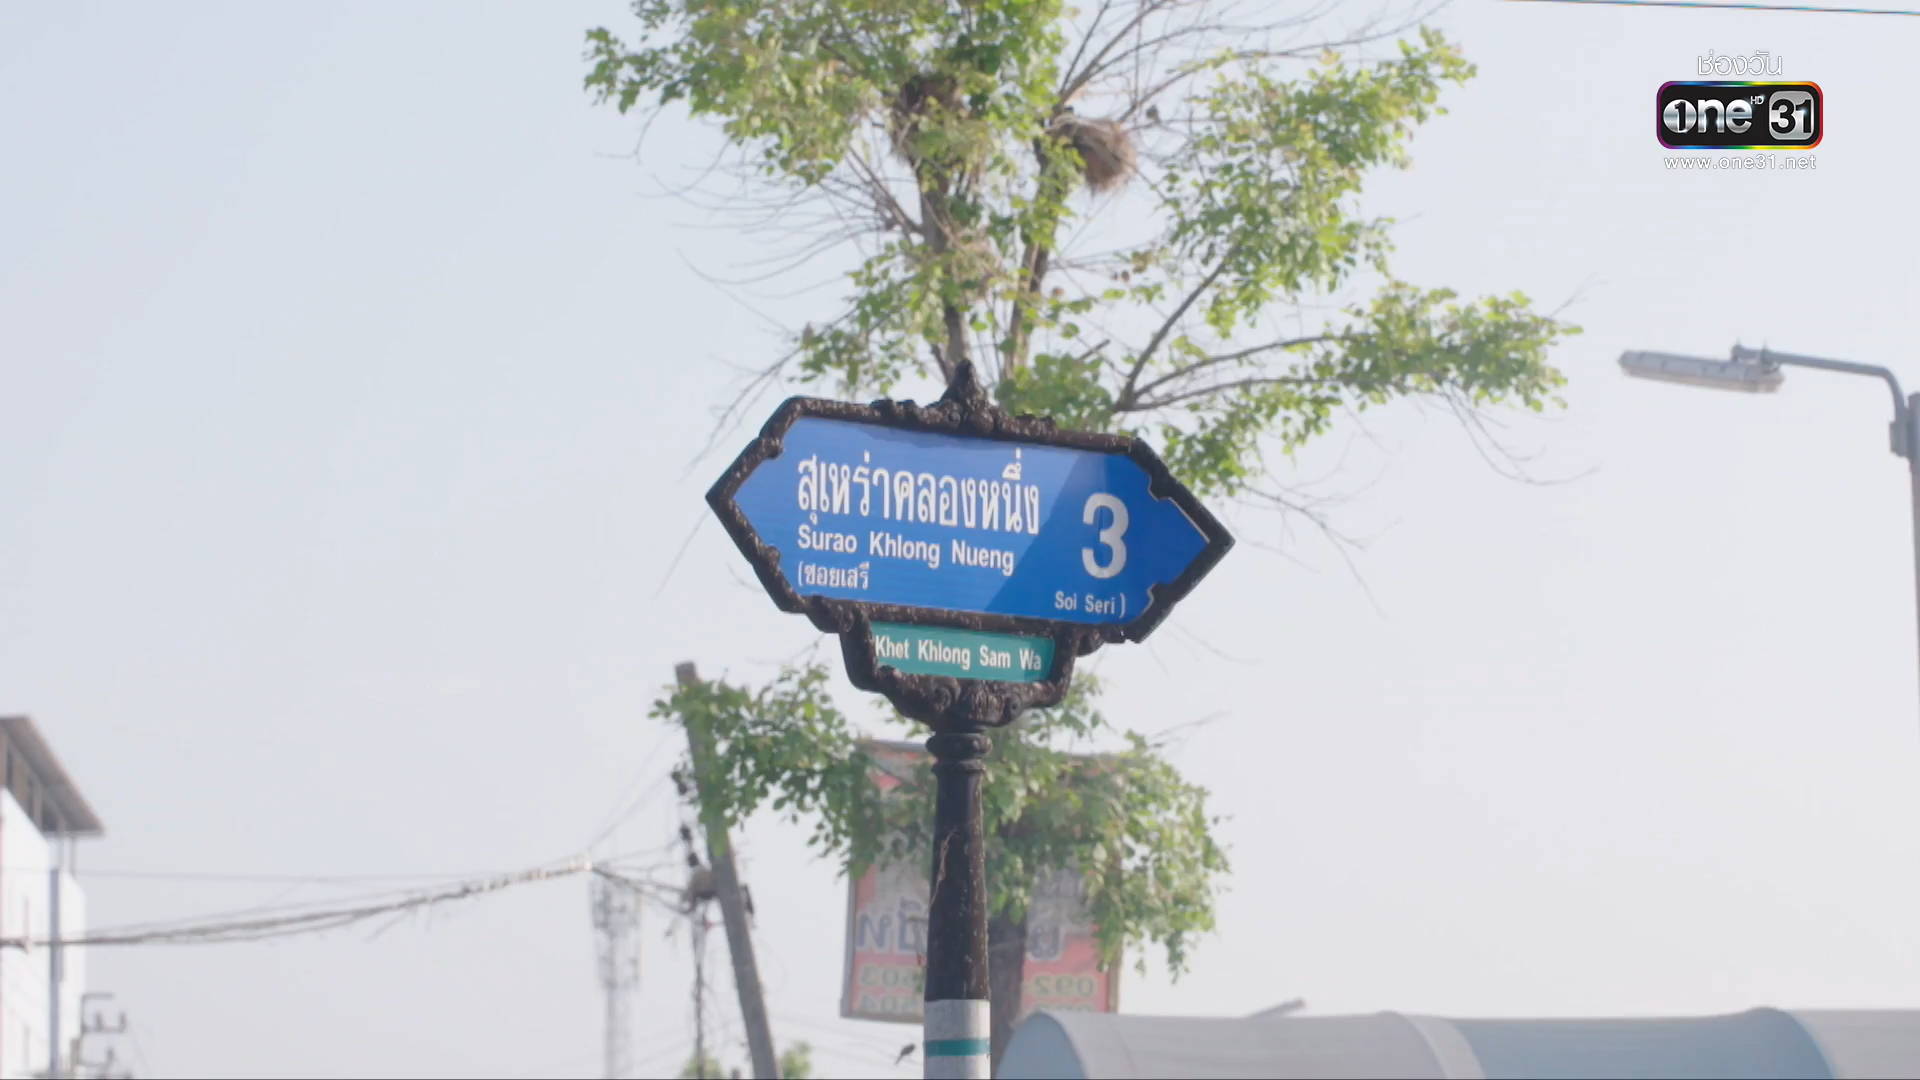 ช่องวัน
one HD 31
www.one31.net
สุเหร่าคลองหนึ่ง 3
Surao Khlong Nueng
(ซอยเสรี
Soi Seri)
Khet Khlong Sam Wa